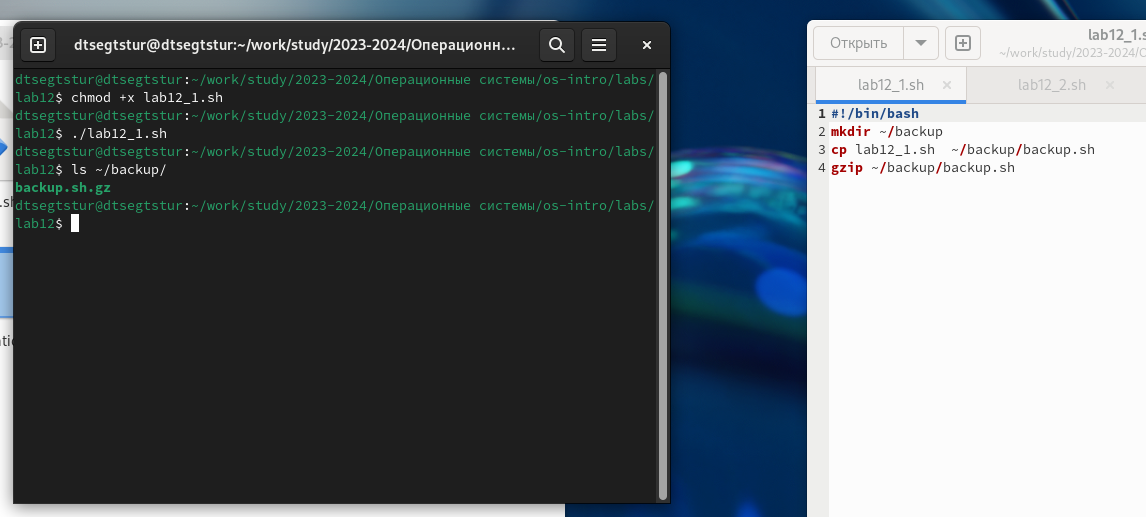 dtsegtstur@dtsegtstur:~/work/study/2023-2024/Операционн...
dtsegtstur@dtsegtstur:~/work/study/2023-2024/Операционные системы/os-intro/labs/
lab12$ chmod +x lab12_1.sh
dtsegtstur@dtsegtstur:~/work/study/2023-2024/Операционные системы/os-intro/labs/
lab12$ ./lab12_1.sh
dtsegtstur@dtsegtstur:~/work/study/2023-2024/Операционные системы/os-intro/labs/
lab12$ ls ~/backup/
backup.sh.gz
dtsegtstur@dtsegtstur:~/work/study/2023-2024/Операционные системы/os-intro/labs/
lab12$
Открыть
lab12_1.s
~/work/study/2023-2024/О
lab12_1.sh
lab12_2.sh
1 #!/bin/bash
2 mkdir ~/backup
3 cp lab12_1.sh  ~/backup/backup.sh
4 gzip ~/backup/backup.sh